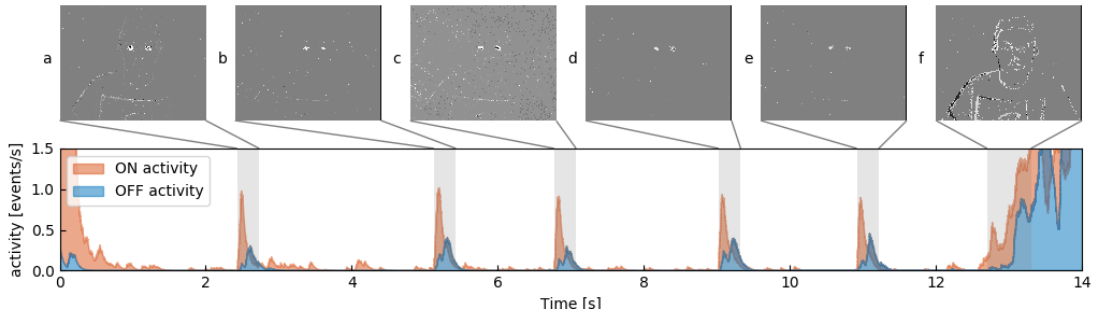 a
b
c
d
e
f
activity [events/s]
1.5
1.0
0.5
0.0
ON activity
OFF activity
0
2
4
6
8
10
12
14
Time [s]